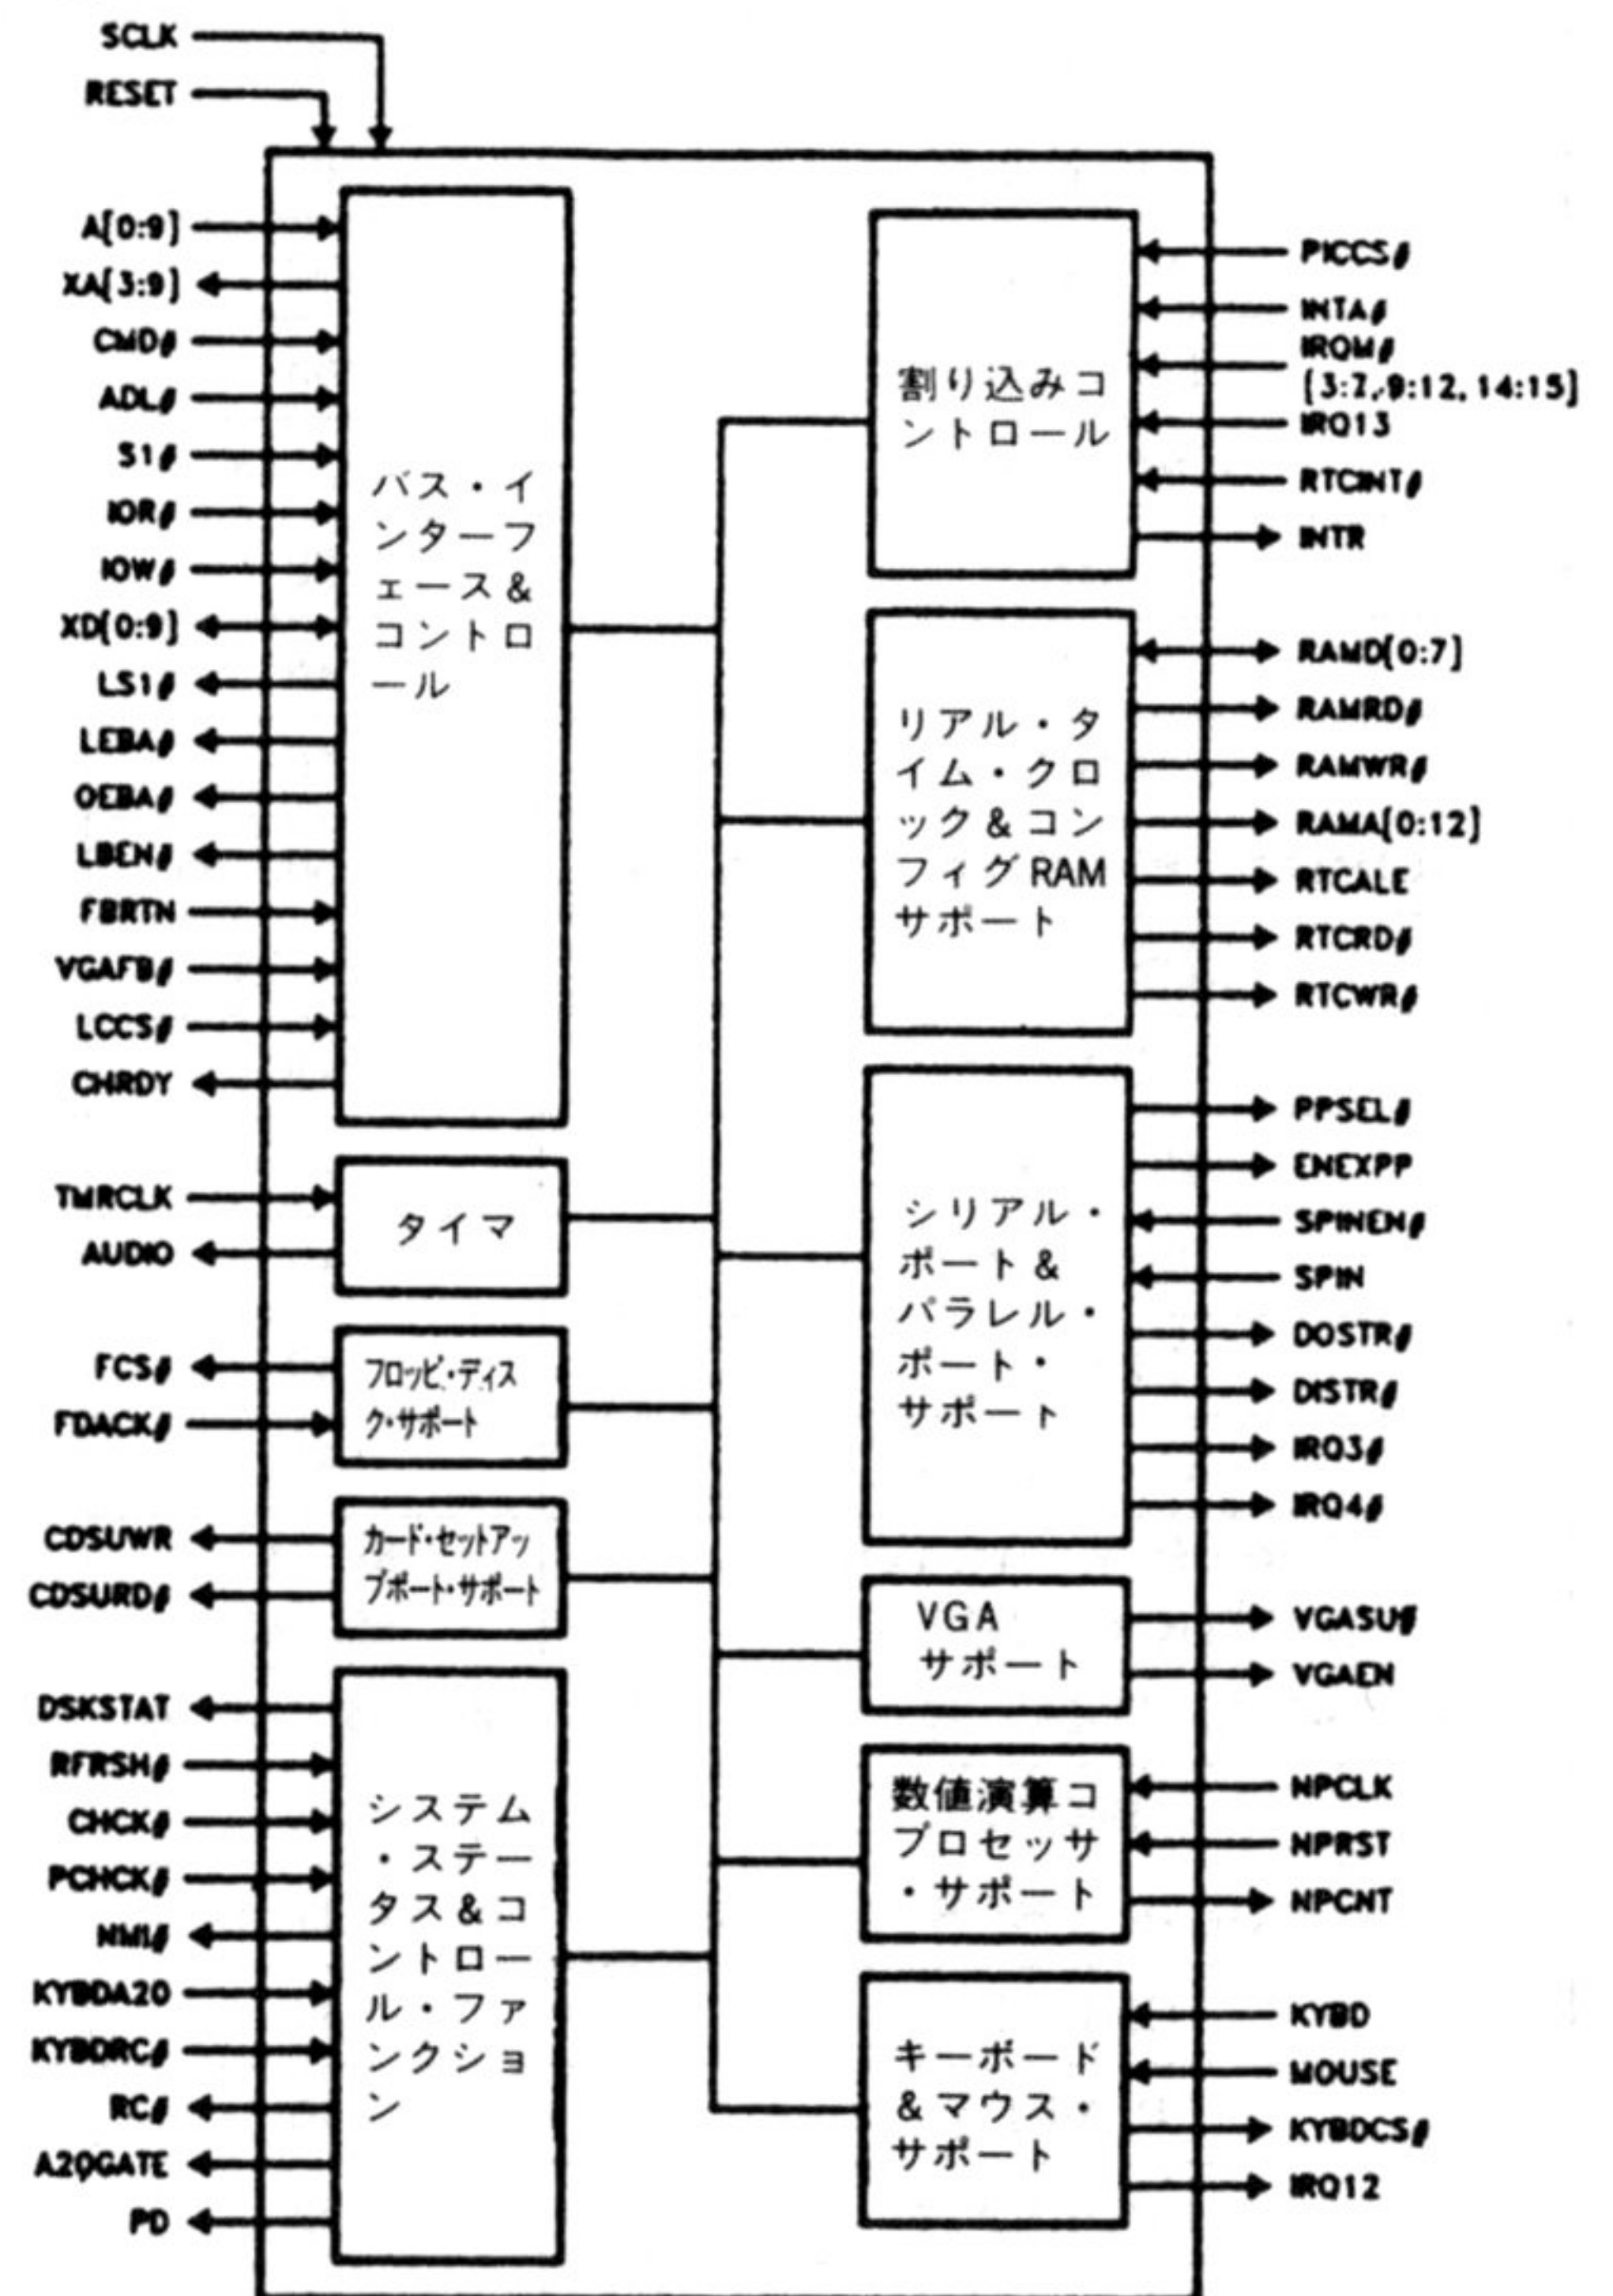 SCLK
RESET
A[0:9]
XA[3:9]
CMD#
ADL#
S1#
IOR#
IOW#
XD[0:9]
LS1#
LEBA#
OEBA#
LBEN#
FBRTN
VGAFB#
LCCS#
CHRDY
バス・イ
ンターフ
ェース&
コントロ
ール
TMRCLK
AUDIO
タイマ
FCS#
FDACK#
フロッピ・ディス
ク・サポート
CDSUWR
CDSURD#
カード・セットアッ
プポート・サポート
DSKSTAT
RFRSH#
CHCK#
PCHCK#
NMI#
KYBDA20
KYBDRC#
RC#
A20GATE
PD
システム
・ステー
タス&コ
ントロー
ル・ファ
ンクショ
ン
割り込みコ
ントロール
PICCS#
INTA#
IRQM#
[3:7,9:12,14:15]
IRQ13
RTCINT#
INTR
リアル・タ
イム・クロ
ック&コン
フィグRAM
サポート
RAMD[0:7]
RAMRD#
RAMWR#
RAMA[0:12]
RTCALE
RTCRD#
RTCWR#
シリアル・
ポート&
パラレル・
ポート・
サポート
PPSEL#
ENEXPP
SPINEN#
SPIN
DOSTR#
DISTR#
IRQ3#
IRQ4#
VGA
サポート
VGASU#
VGAEN
数値演算コ
プロセッサ
・サポート
NPCLK
NPRST
NPCNT
キーボード
&マウス・
サポート
KYBD
MOUSE
KYBDCS#
IRQ12